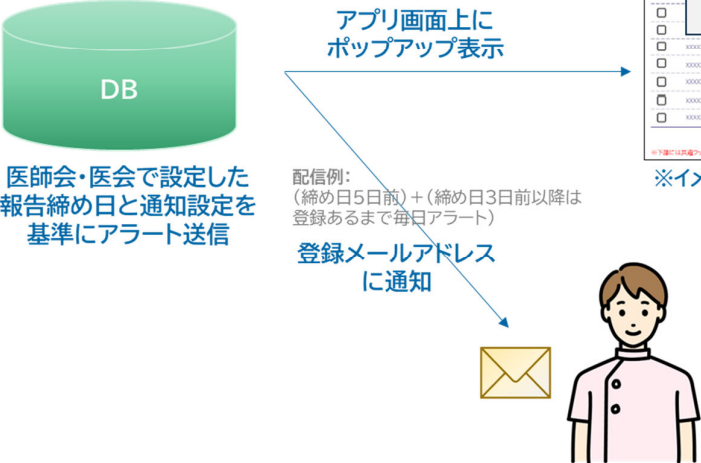 アプリ画面上に
ポップアップ表示
DB
医師会・医会で設定した
報告締め日と通知設定を
基準にアラート送信
配信例:
（締め日5日前）＋（締め日3日前以降は
登録あるまで毎日アラート）
登録メールアドレス
に通知
※イメ